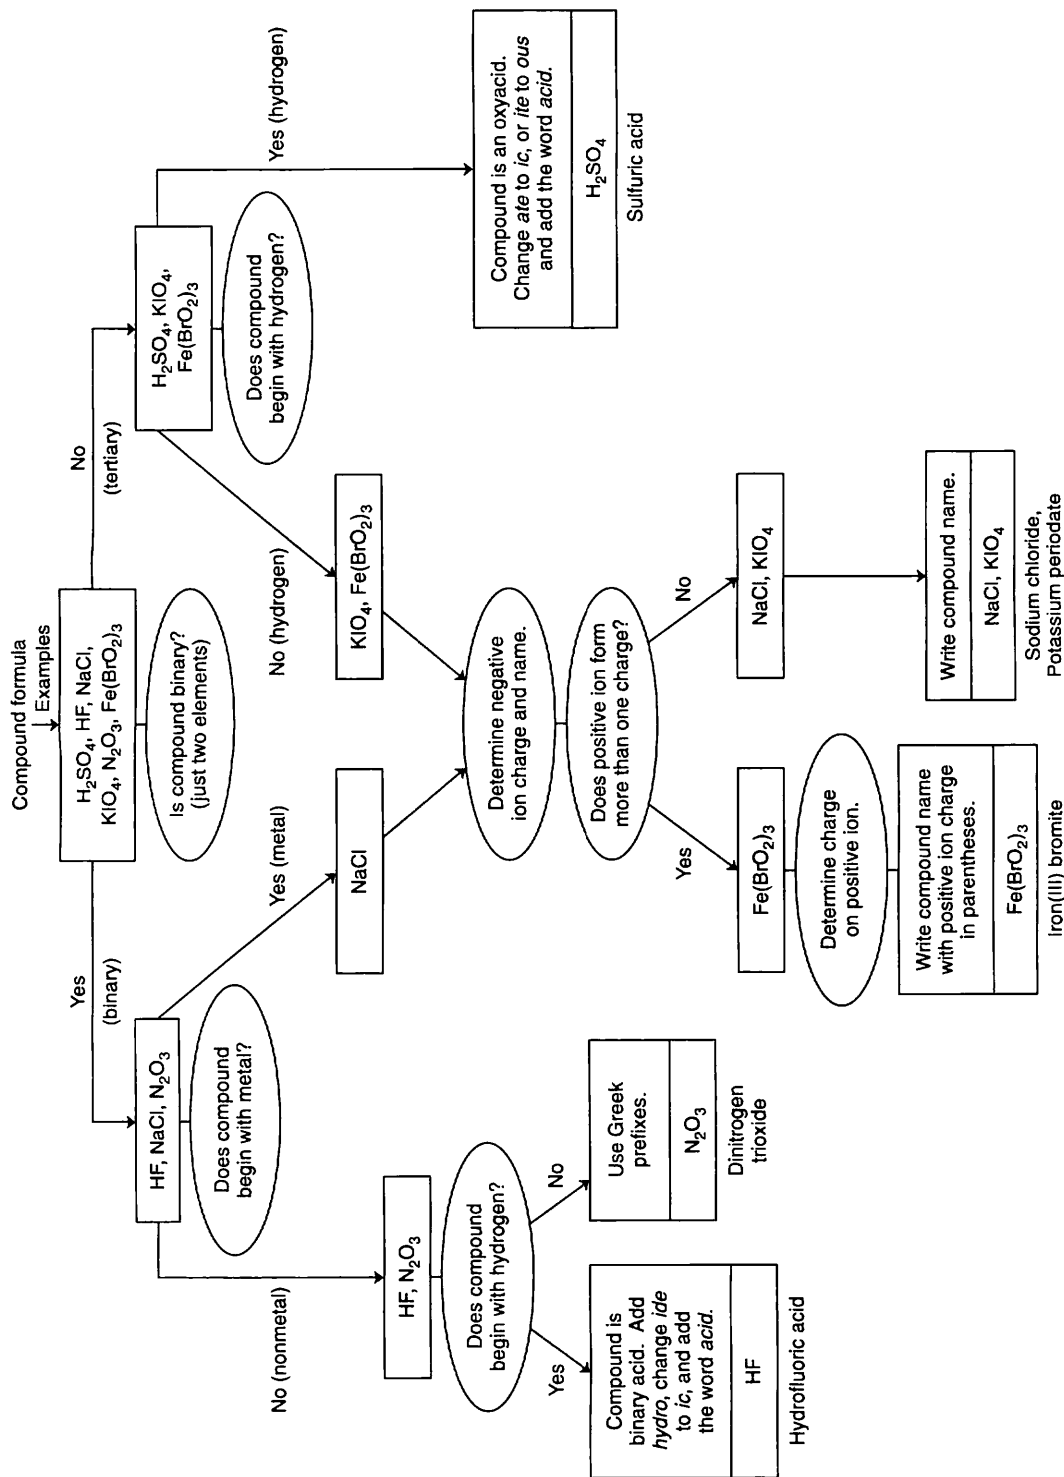 Compound formula
Examples
H₂SO₄, HF, NaCl,
KIO₄, N₂O₃, Fe(BrO₂)₃
Is compound binary?
(just two elements)
Yes
(binary)
No
(tertiary)
HF, NaCl, N₂O₃
Does compound
begin with metal?
H₂SO₄, KIO₄,
Fe(BrO₂)₃
Does compound
begin with hydrogen?
No (nonmetal)
Yes (metal)
No (hydrogen)
Yes (hydrogen)
HF, N₂O₃
Does compound
begin with hydrogen?
NaCl
KIO₄, Fe(BrO₂)₃
Determine negative
ion charge and name.
Does positive ion form
more than one charge?
Compound is an oxyacid.
Change ate to ic, or ite to ous
and add the word acid.
H₂SO₄
Sulfuric acid
Yes
No
Compound is
binary acid. Add
hydro, change ide
to ic, and add
the word acid.
HF
Hydrofluoric acid
Use Greek
prefixes.
N₂O₃
Dinitrogen
trioxide
Yes
No
Fe(BrO₂)₃
Determine charge
on positive ion.
Write compound name
with positive ion charge
in parentheses.
Fe(BrO₂)₃
Iron(III) bromite
NaCl, KIO₄
Write compound name.
NaCl, KIO₄
Sodium chloride,
Potassium periodate